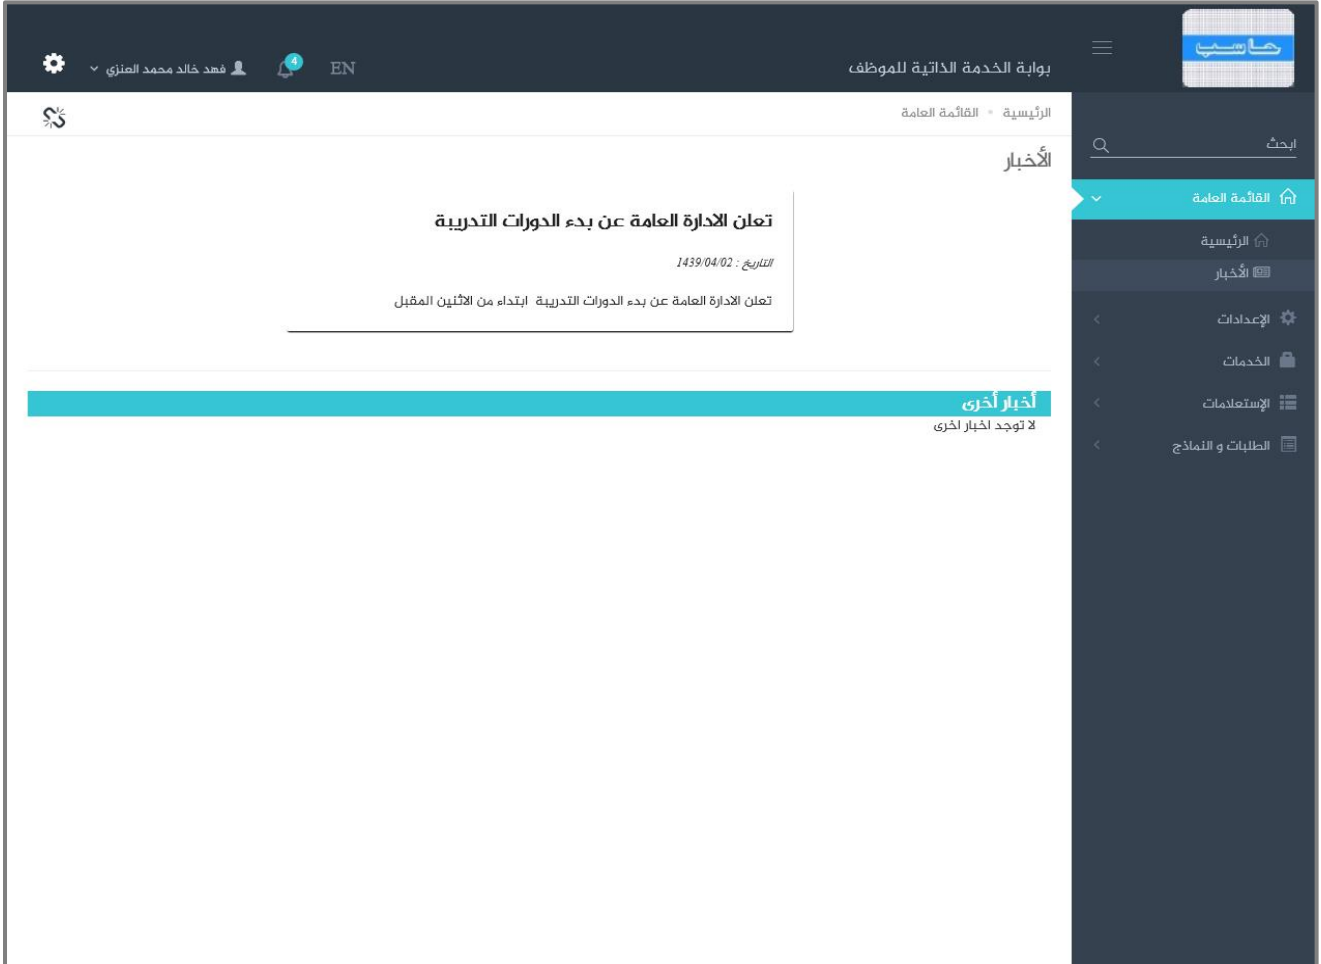 حاسب
بوابة الخدمة الذاتية للموظف
EN
4
فهد خالد محمد العنزي
ابحث
القائمة العامة
الرئيسية
الأخبار
الإعدادات
الخدمات
الإستعلامات
الطلبات و النماذج
الرئيسية • القائمة العامة
الأخبار
تعلن الادارة العامة عن بدء الدورات التدريبة
التاريخ : 1439/04/02
تعلن الادارة العامة عن بدء الدورات التدريبة ابتداء من الاثنين المقبل
أخبار أخرى
لا توجد اخبار اخرى